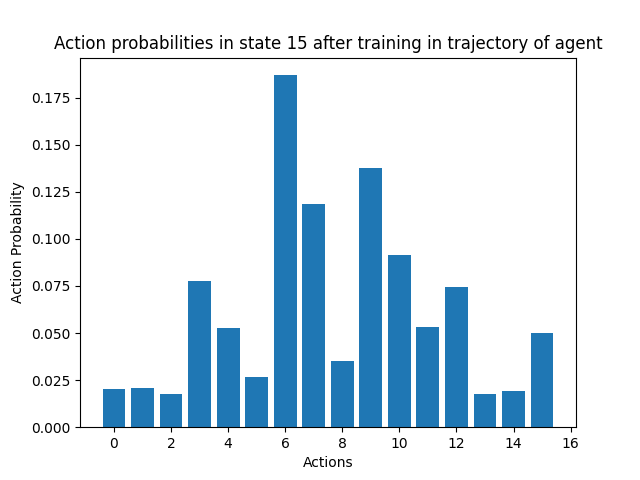 Action probabilities in state 15 after training in trajectory of agent
0.175
0.150
0.125
0.100
0.075
0.050
0.025
0.000
Action Probability
0 2 4 6 8 10 12 14 16
Actions